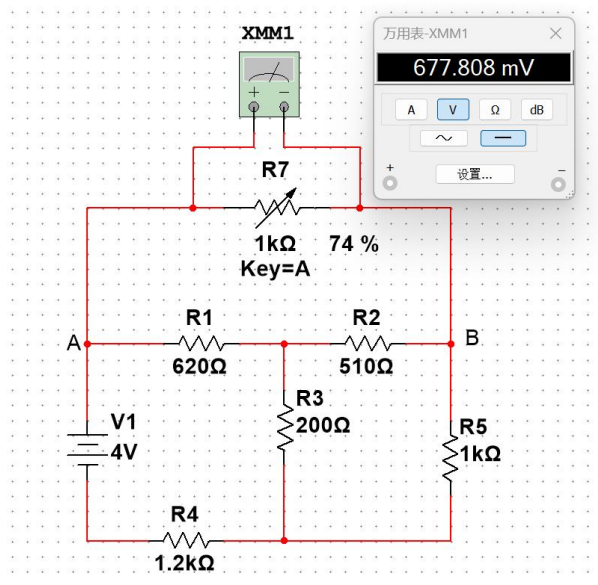 XMM1
万用表-XMM1
677.808 mV
A V Ω dB
+ 设置... −
+ −
R7
1kΩ 74 %
Key=A
A R1 R2 B
620Ω 510Ω
R3
200Ω
V1
4V
R5
1kΩ
R4
1.2kΩ